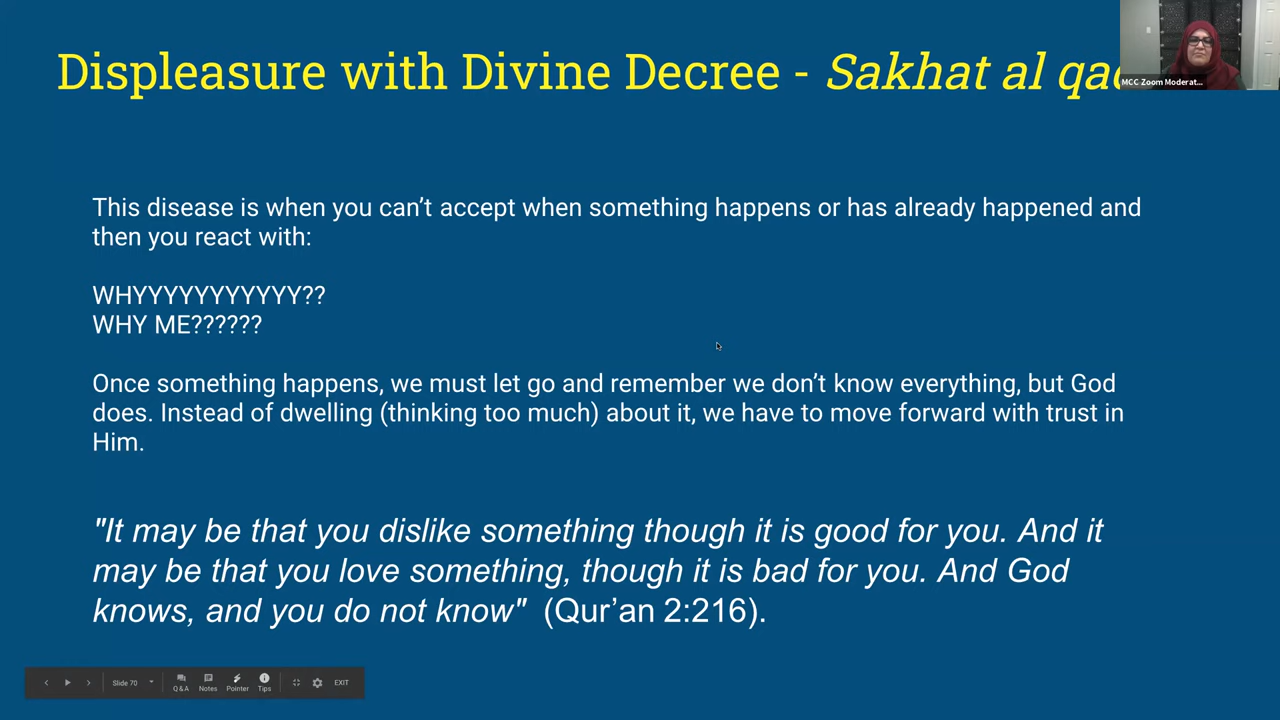 Displeasure with Divine Decree - Sakhat al
MCC Zoom Moderat...
This disease is when you can’t accept when something happens or has already happened and
then you react with:
WHYYYYYYYYYYY??
WHY ME??????
Once something happens, we must let go and remember we don’t know everything, but God
does. Instead of dwelling (thinking too much) about it, we have to move forward with trust in
Him.
"It may be that you dislike something though it is good for you. And it
may be that you love something, though it is bad for you. And God
knows, and you do not know" (Qur’an 2:216).
Slide 70
Q&A Notes Pointer Tips EXIT